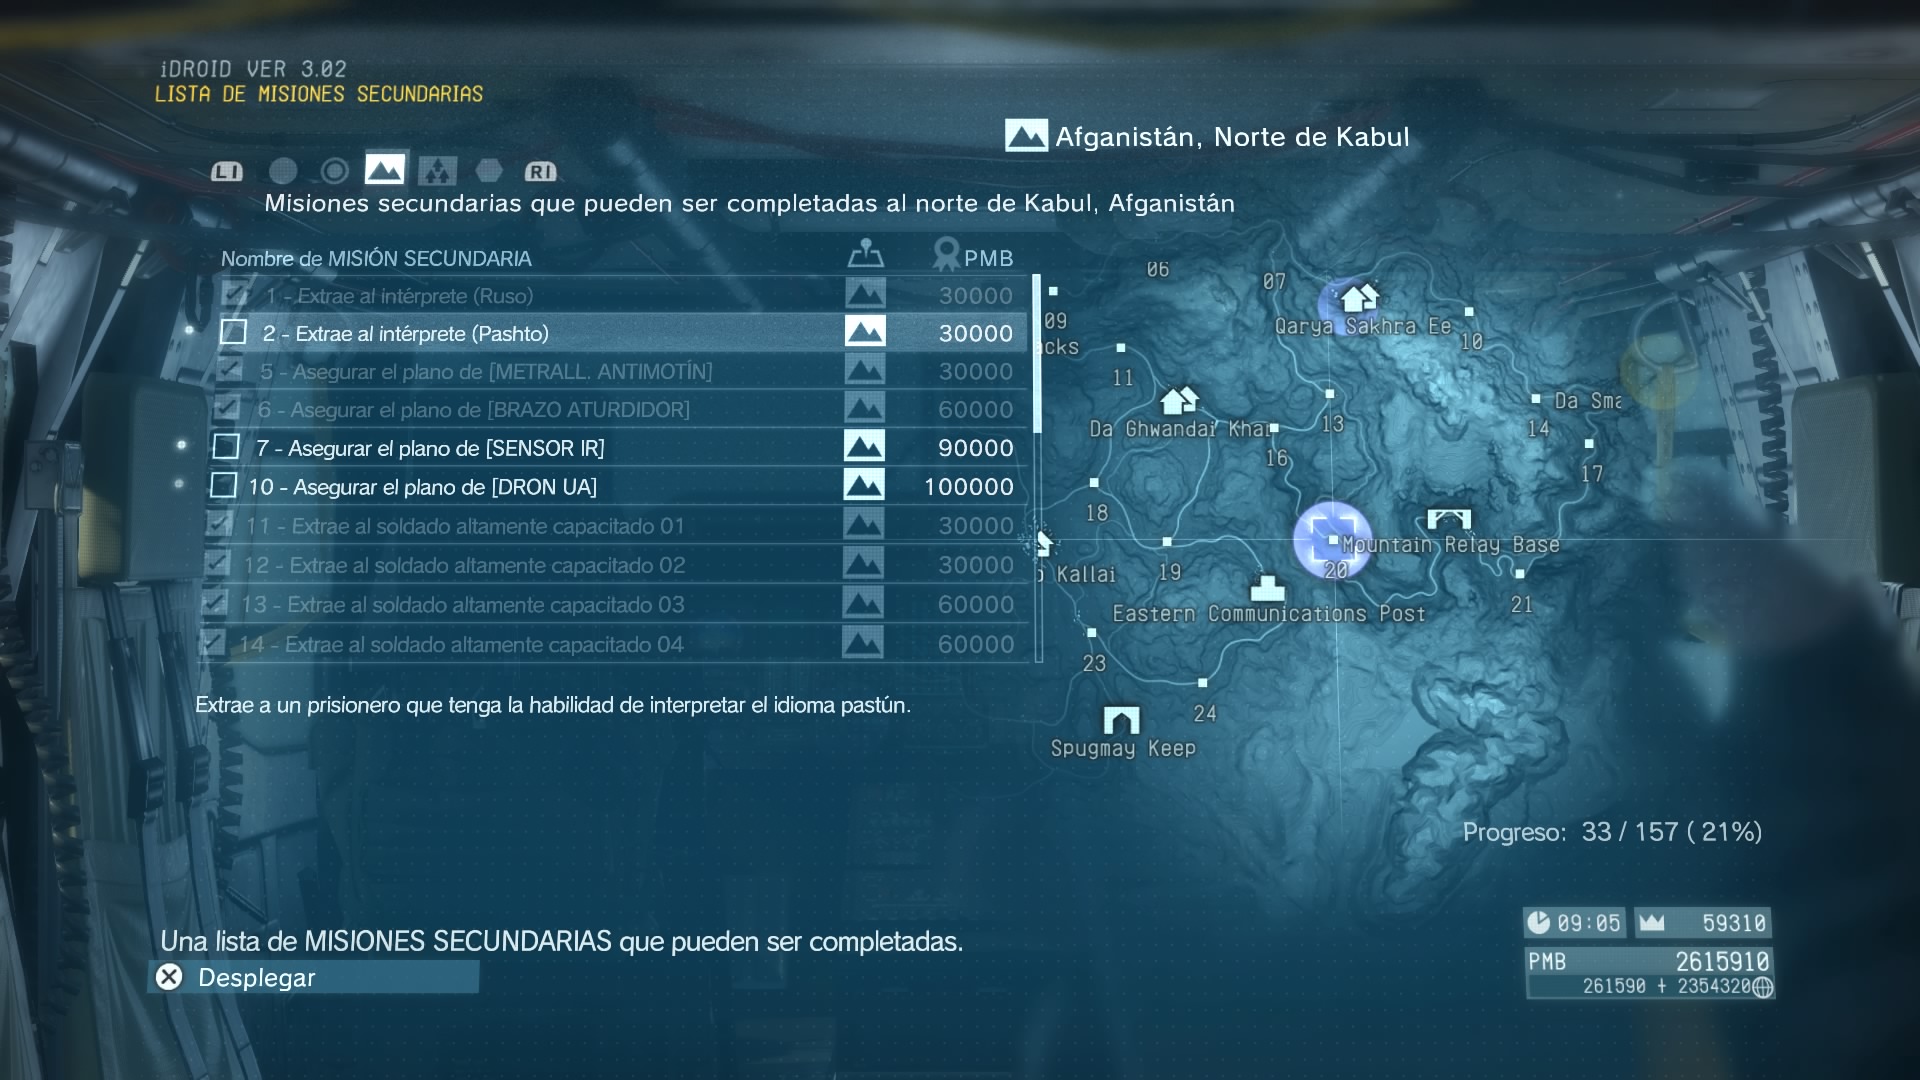 iDROID VER 3.02
LISTA DE MISIONES SECUNDARIAS
Afganistán, Norte de Kabul
L1 R1
Misiones secundarias que pueden ser completadas al norte de Kabul, Afganistán
Nombre de MISIÓN SECUNDARIA PMB
1 - Extrae al intérprete (Ruso) 30000
2 - Extrae al intérprete (Pashto) 30000
5 - Asegurar el plano de [METRALL. ANTIMOTÍN] 30000
6 - Asegurar el plano de [BRAZO ATURDIDOR] 60000
7 - Asegurar el plano de [SENSOR IR] 90000
10 - Asegurar el plano de [DRON UA] 100000
11 - Extrae al soldado altamente capacitado 01 30000
12 - Extrae al soldado altamente capacitado 02 30000
13 - Extrae al soldado altamente capacitado 03 60000
14 - Extrae al soldado altamente capacitado 04 60000
Extrae a un prisionero que tenga la habilidad de interpretar el idioma pastún.
06
07
09
acks
Qarya Sakhra Ee
10
11
Da Ghwandai Khar
13
Da Sma
14
16
17
18
Mountain Relay Base
Kallai
19
20
21
Eastern Communications Post
23
24
Spugmay Keep
Progreso: 33 / 157 ( 21%)
09:05 59310
PMB 2615910
261590 + 2354320
Una lista de MISIONES SECUNDARIAS que pueden ser completadas.
Desplegar